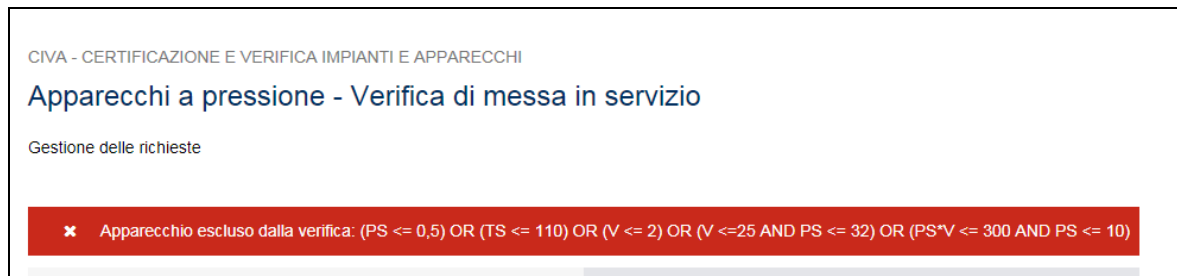 CIVA - CERTIFICAZIONE E VERIFICA IMPIANTI E APPARECCHI
Apparecchi a pressione - Verifica di messa in servizio
Gestione delle richieste
✖ Apparecchio escluso dalla verifica: (PS <= 0,5) OR (TS <= 110) OR (V <= 2) OR (V <=25 AND PS <= 32) OR (PS*V <= 300 AND PS <= 10)